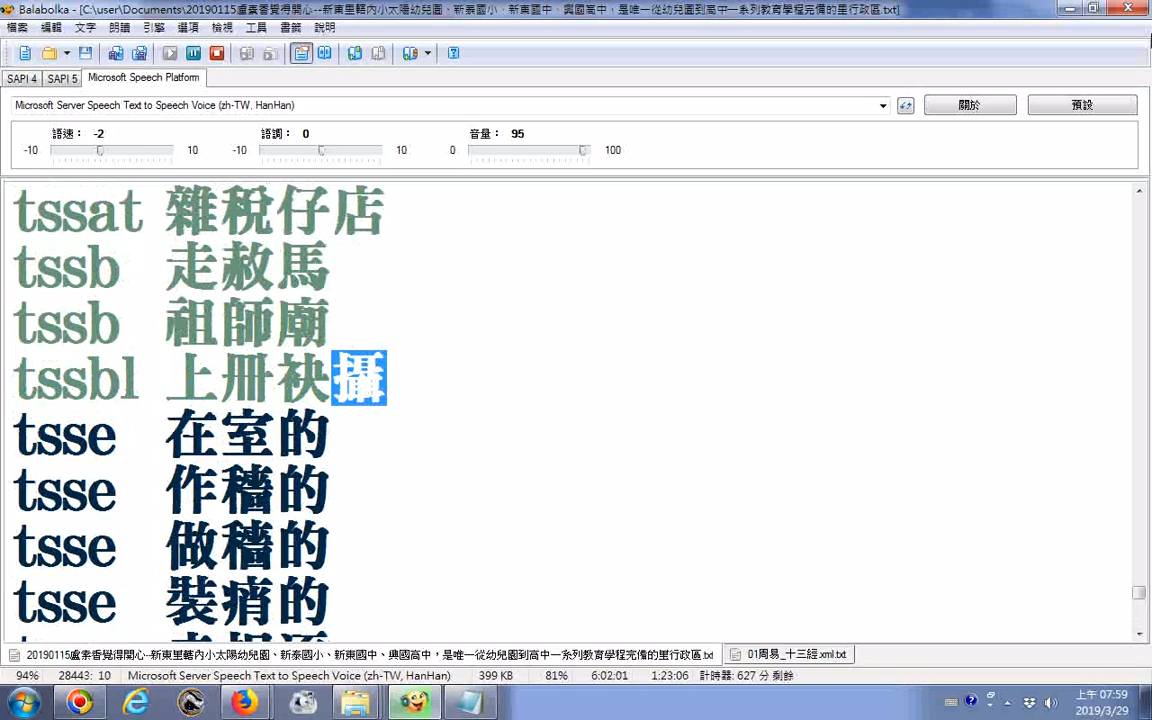 Balabolka - [C:\user\Documents\20190115盧素香覺得開心--新東里轄內小太陽幼兒園、新泰國小、新東國中、興國高中，是唯一從幼兒園到高中一系列教育學程完備的里行政區.txt]
檔案 編輯 文字 朗讀 引擎 選項 檢視 工具 書籤 說明
SAPI 4 SAPI 5 Microsoft Speech Platform
Microsoft Server Speech Text to Speech Voice (zh-TW, HanHan) 關於 預設
語速： -2 語調： 0 音量： 95
-10 10 -10 10 0 100
tssat 雜稅仔店
tssb 走赦馬
tssb 祖師廟
tssbl 上冊袂攝
tsse 在室的
tsse 作穡的
tsse 做穡的
tsse 裝痟的
20190115盧素香覺得開心--新東里轄內小太陽幼兒園、新泰國小、新東國中、興國高中，是唯一從幼兒園到高中一系列教育學程完備的里行政區.txt 01周易_十三經.txt
94% 28443: 10 Microsoft Server Speech Text to Speech Voice (zh-TW, HanHan) 399 KB 81% 6:02:01 1:23:06 計時器: 627 分 剩餘
上午 07:59
2019/3/29